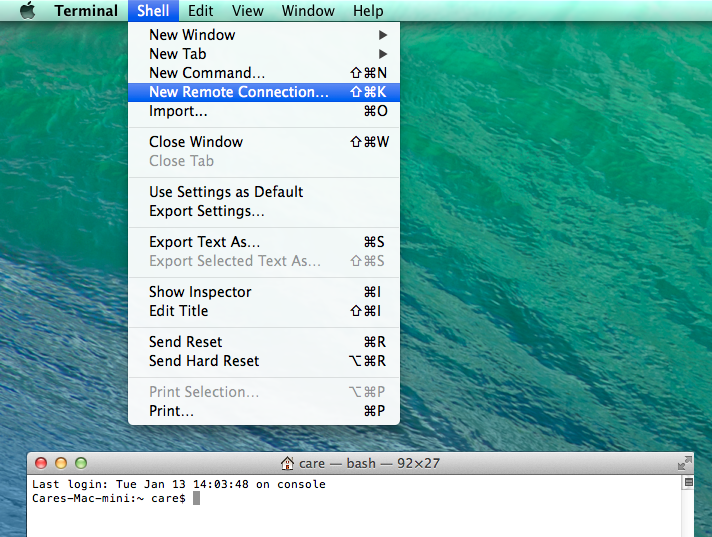 Terminal Shell Edit View Window Help
New Window ▶
New Tab ▶
New Command... ⇧⌘N
New Remote Connection... ⇧⌘K
Import... ⌘O
Close Window ⇧⌘W
Close Tab
Use Settings as Default
Export Settings...
Export Text As... ⌘S
Export Selected Text As... ⇧⌘S
Show Inspector ⌘I
Edit Title ⇧⌘I
Send Reset ⌘R
Send Hard Reset ⌥⌘R
Print Selection... ⌥⌘P
Print... ⌘P
care — bash — 92×27
Last login: Tue Jan 13 14:03:48 on console
Cares-Mac-mini:~ care$